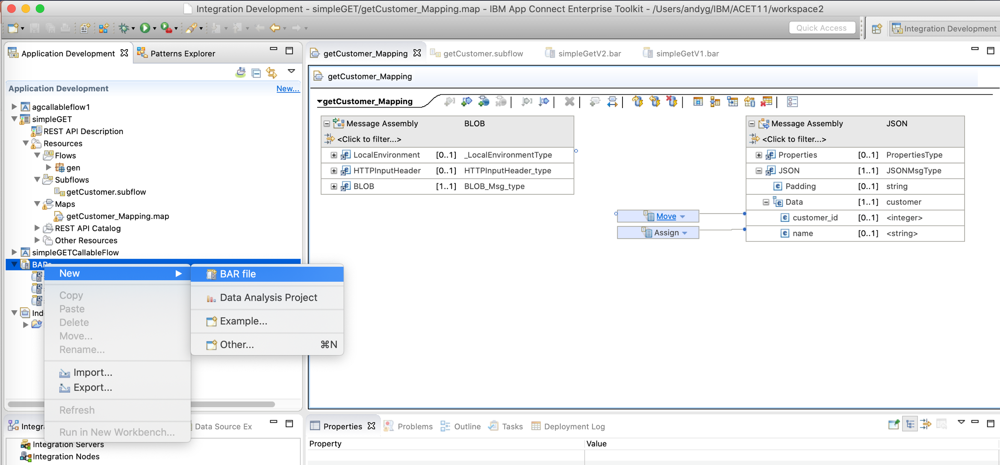 Integration Development - simpleGET/getCustomer_Mapping.map - IBM App Connect Enterprise Toolkit - /Users/andyg/IBM/ACET11/workspace2
Quick Access
Integration Development
Application Development
Patterns Explorer
Application Development
New...
agcallableflow1
simpleGET
REST API Description
Resources
Flows
gen
Subflows
getCustomer.subflow
Maps
getCustomer_Mapping.map
REST API Catalog
Other Resources
simpleGETCallableFlow
BARs
Ind
New
Copy
Paste
Delete
Move...
Rename...
Import...
Export...
Refresh
Run in New Workbench...
BAR file
Data Analysis Project
Example...
Other... ⌘N
getCustomer_Mapping
getCustomer.subflow
simpleGetV2.bar
simpleGetV1.bar
getCustomer_Mapping
getCustomer_Mapping
Message Assembly BLOB
<Click to filter...>
LocalEnvironment [0..1] _LocalEnvironmentType
HTTPInputHeader [0..1] HTTPInputHeader_type
BLOB [1..1] BLOB_Msg_type
Move
Assign
Message Assembly JSON
<Click to filter...>
Properties [0..1] PropertiesType
JSON [1..1] JSONMsgType
Padding [0..1] string
Data [1..1] customer
customer_id [0..1] <integer>
name [0..1] <string>
Integra
Data Source Ex
Integration Servers
Integration Nodes
Properties
Problems
Outline
Tasks
Deployment Log
Property Value